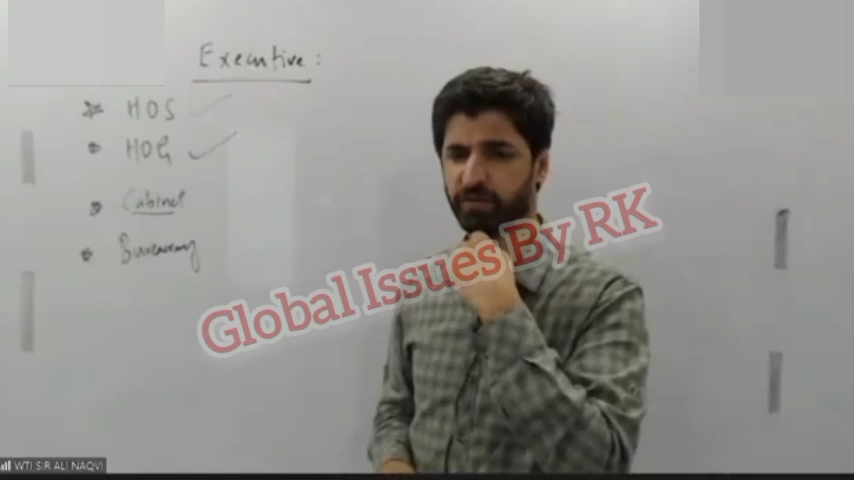 Executive :
HOS
HOG
Cabinet
Bureaucracy
Global Issues By RK
WTI SIR ALI NAQVI